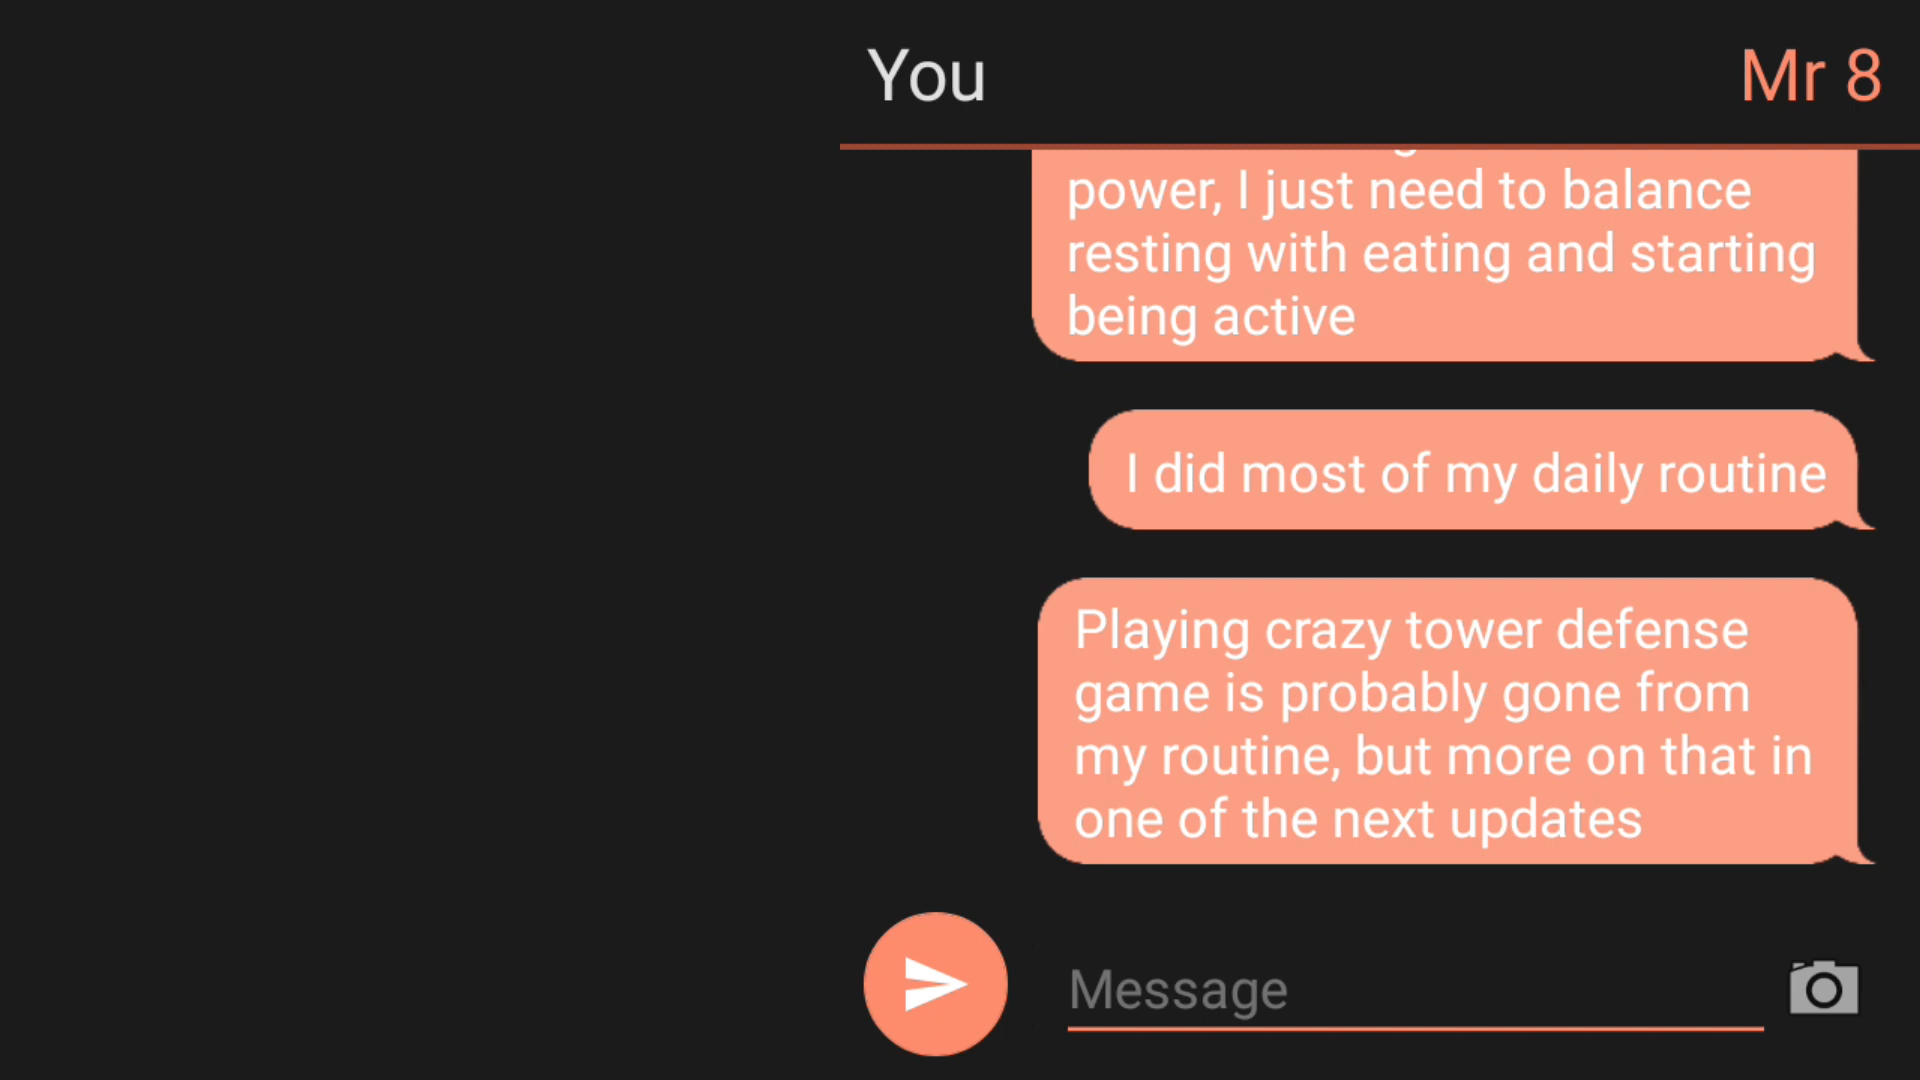 You
Mr 8
power, I just need to balance
resting with eating and starting
being active
I did most of my daily routine
Playing crazy tower defense
game is probably gone from
my routine, but more on that in
one of the next updates
Message